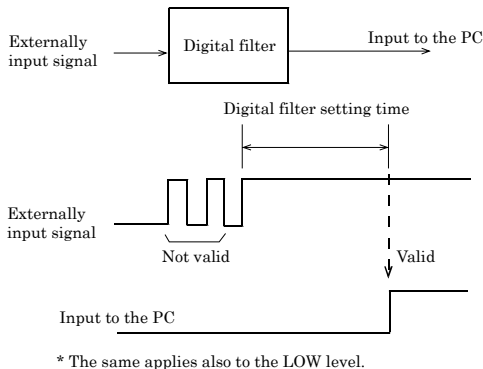 Externally
input signal
Digital filter
Input to the PC
Digital filter setting time
Externally
input signal
Not valid
Valid
Input to the PC
* The same applies also to the LOW level.